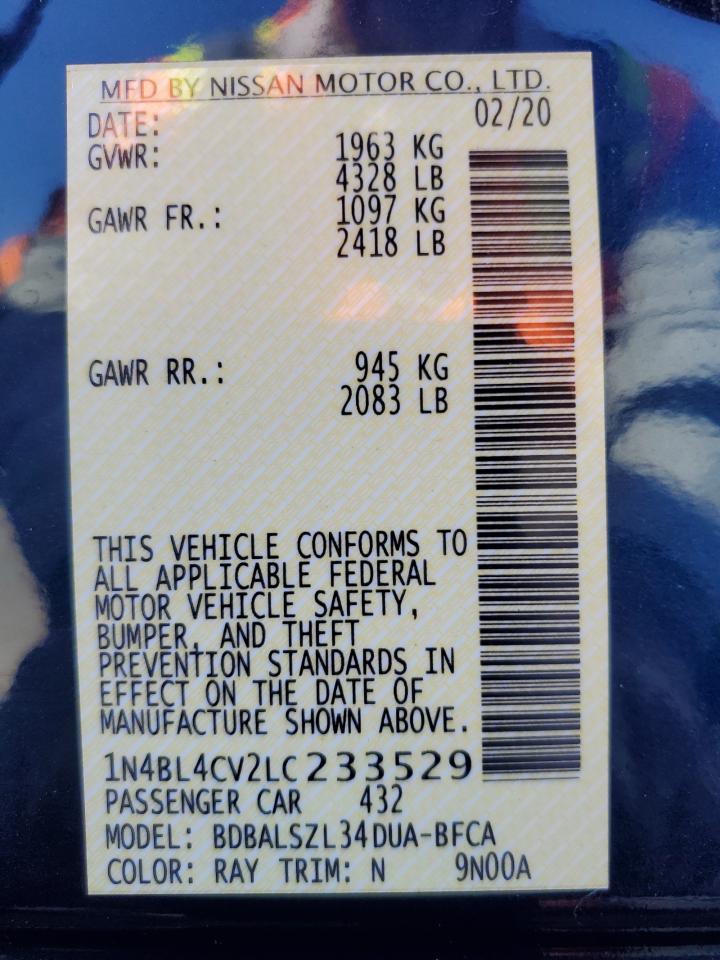 MFD BY NISSAN MOTOR CO., LTD.
DATE: 02/20
GVWR: 1963 KG
4328 LB
GAWR FR.: 1097 KG
2418 LB
GAWR RR.: 945 KG
2083 LB
THIS VEHICLE CONFORMS TO
ALL APPLICABLE FEDERAL
MOTOR VEHICLE SAFETY,
BUMPER, AND THEFT
PREVENTION STANDARDS IN
EFFECT ON THE DATE OF
MANUFACTURE SHOWN ABOVE.
1N4BL4CV2LC233529
PASSENGER CAR 432
MODEL: BDBALSZL34DUA-BFCA
COLOR: RAY TRIM: N 9N00A